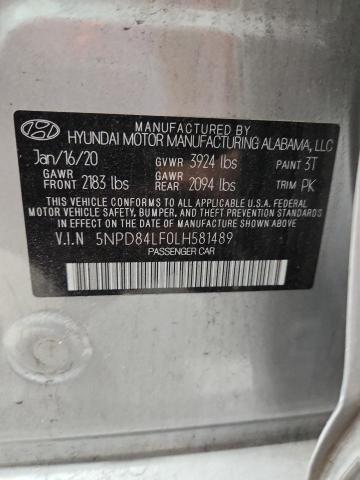 MANUFACTURED BY
HYUNDAI MOTOR MANUFACTURING ALABAMA, LLC
Jan/16/20 GVWR 3924 lbs PAINT 3T
GAWR FRONT 2183 lbs GAWR REAR 2094 lbs TRIM PK
THIS VEHICLE CONFORMS TO ALL APPLICABLE U.S.A. FEDERAL
MOTOR VEHICLE SAFETY, BUMPER, AND THEFT PREVENTION STANDARDS
IN EFFECT ON THE DATE OF MANUFACTURE SHOWN ABOVE.
V.I.N 5NPD84LF0LH581489
PASSENGER CAR